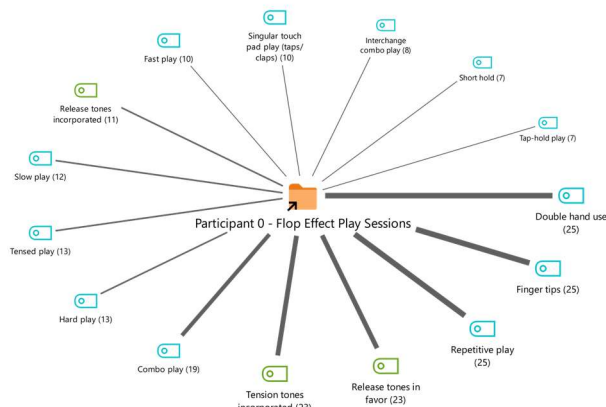 Singular touch
pad play (taps/
claps) (10)
Interchange
combo play (8)
Fast play (10)
Short hold (7)
Release tones
incorporated (11)
Tap-hold play (7)
Slow play (12)
Participant 0 - Flop Effect Play Sessions
Double hand use
(25)
Tensed play (13)
Finger tips (25)
Hard play (13)
Repetitive play
(25)
Combo play (19)
Release tones in
favor (23)
Tension tones
incorporated (23)